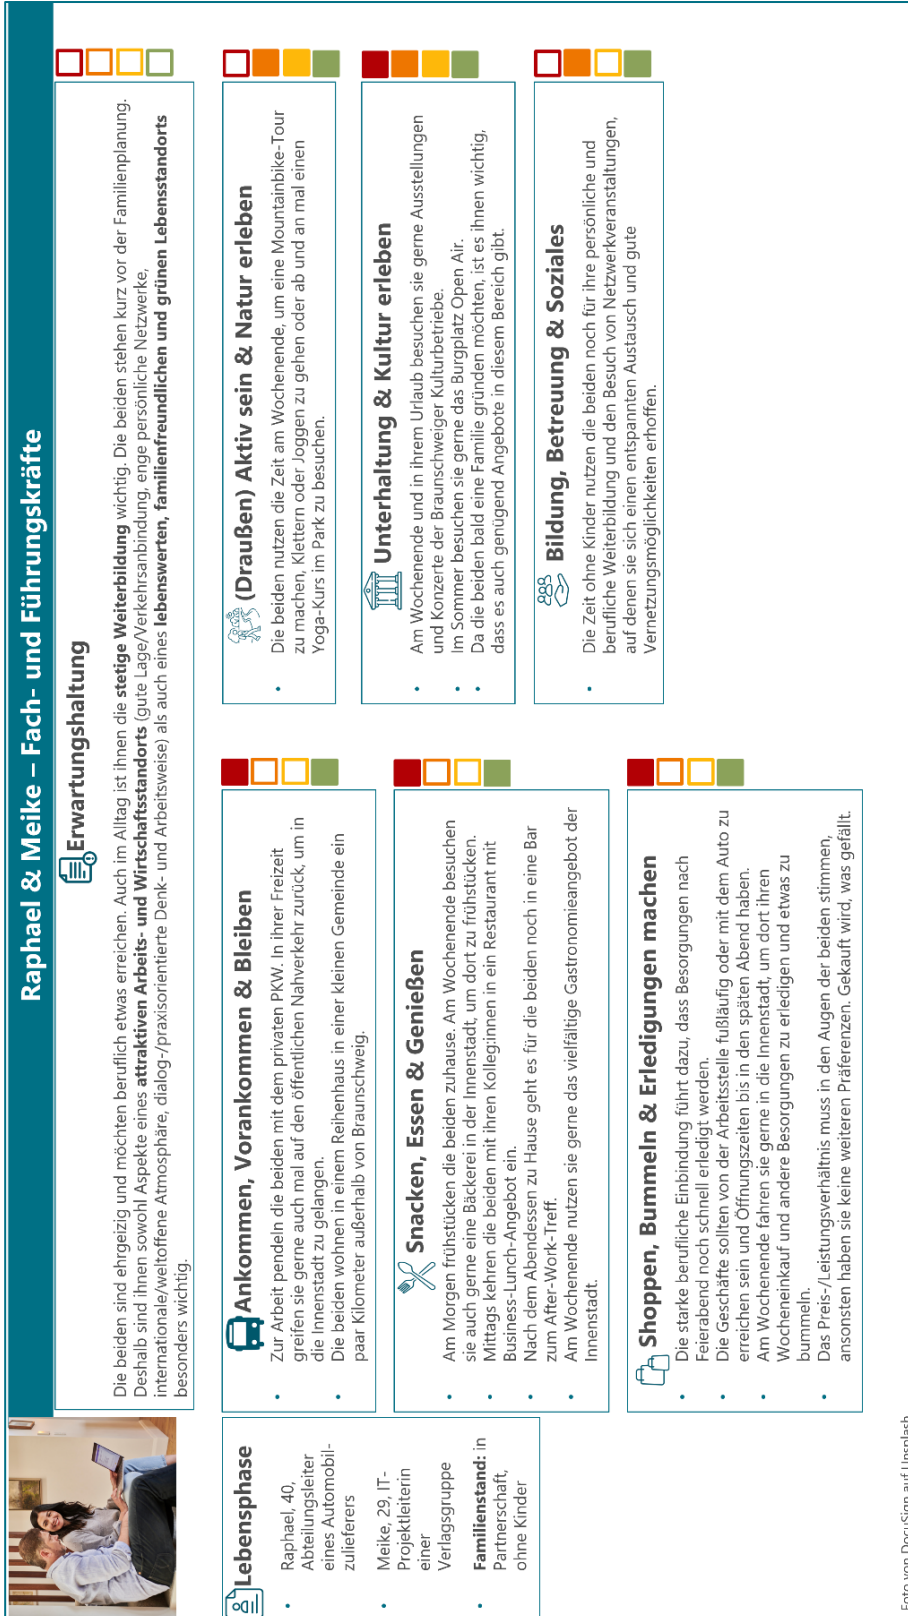 Raphael & Meike – Fach- und Führungskräfte
Erwartungshaltung
Die beiden sind ehrgeizig und möchten beruflich etwas erreichen. Auch im Alltag ist ihnen die stetige Weiterbildung wichtig. Die beiden stehen kurz vor der Familienplanung.
Deshalb sind ihnen sowohl Aspekte eines attraktiven Arbeits- und Wirtschaftsstandorts (gute Lage/Verkehrsanbindung, enge persönliche Netzwerke,
internationale/weltoffene Atmosphäre, dialog-/praxisorientierte Denk- und Arbeitsweise) als auch eines lebenswerten, familienfreundlichen und grünen Lebensstandorts
besonders wichtig.
Lebensphase
• Raphael, 40,
Abteilungsleiter
eines Automobil-
zulieferers
• Meike, 29, IT-
Projektleiterin
einer
Verlagsgruppe
• Familienstand: in
Partnerschaft,
ohne Kinder
Ankommen, Vorankommen & Bleiben
• Zur Arbeit pendeln die beiden mit dem privaten PKW. In ihrer Freizeit
greifen sie gerne auch mal auf den öffentlichen Nahverkehr zurück, um in
die Innenstadt zu gelangen.
• Die beiden wohnen in einem Reihenhaus in einer kleinen Gemeinde ein
paar Kilometer außerhalb von Braunschweig.
Snacken, Essen & Genießen
• Am Morgen frühstücken die beiden zuhause. Am Wochenende besuchen
sie auch gerne eine Bäckerei in der Innenstadt, um dort zu frühstücken.
• Mittags kehren die beiden mit ihren Kolleg:innen in ein Restaurant mit
Business-Lunch-Angebot ein.
• Nach dem Abendessen zu Hause geht es für die beiden noch in eine Bar
zum After-Work-Treff.
• Am Wochenende nutzen sie gerne das vielfältige Gastronomieangebot der
Innenstadt.
Shoppen, Bummeln & Erledigungen machen
• Die starke berufliche Einbindung führt dazu, dass Besorgungen nach
Feierabend noch schnell erledigt werden.
• Die Geschäfte sollten von der Arbeitsstelle fußläufig oder mit dem Auto zu
erreichen sein und Öffnungszeiten bis in den späten Abend haben.
• Am Wochenende fahren sie gerne in die Innenstadt, um dort ihren
Wocheneinkauf und andere Besorgungen zu erledigen und etwas zu
bummeln.
• Das Preis-/Leistungsverhältnis muss in den Augen der beiden stimmen,
ansonsten haben sie keine weiteren Präferenzen. Gekauft wird, was gefällt.
(Draußen) Aktiv sein & Natur erleben
• Die beiden nutzen die Zeit am Wochenende, um eine Mountainbike-Tour
zu machen, Klettern oder Joggen zu gehen oder ab und an mal einen
Yoga-Kurs im Park zu besuchen.
Unterhaltung & Kultur erleben
• Am Wochenende und in ihrem Urlaub besuchen sie gerne Ausstellungen
und Konzerte der Braunschweiger Kulturbetriebe.
• Im Sommer besuchen sie gerne das Burgplatz Open Air.
• Da die beiden bald eine Familie gründen möchten, ist es ihnen wichtig,
dass es auch genügend Angebote in diesem Bereich gibt.
Bildung, Betreuung & Soziales
• Die Zeit ohne Kinder nutzen die beiden noch für ihre persönliche und
berufliche Weiterbildung und den Besuch von Netzwerkveranstaltungen,
auf denen sie sich einen entspannten Austausch und gute
Vernetzungsmöglichkeiten erhoffen.
Foto von DocuSign auf Unsplash